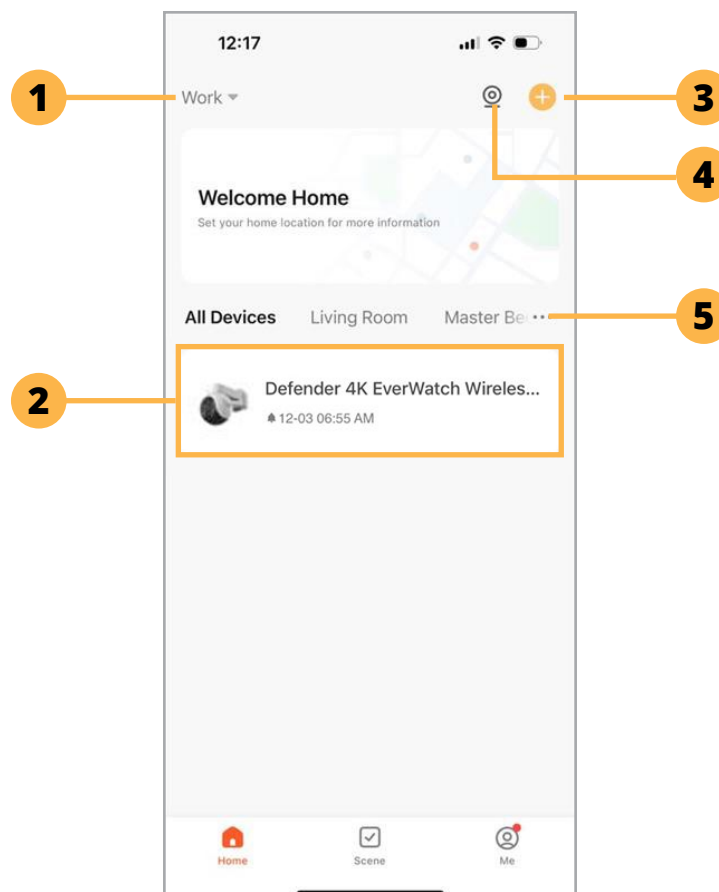 12:17
1
Work
3
4
Welcome Home
Set your home location for more information
All Devices Living Room Master Be
5
2
Defender 4K EverWatch Wireles...
12-03 06:55 AM
Home Scene Me